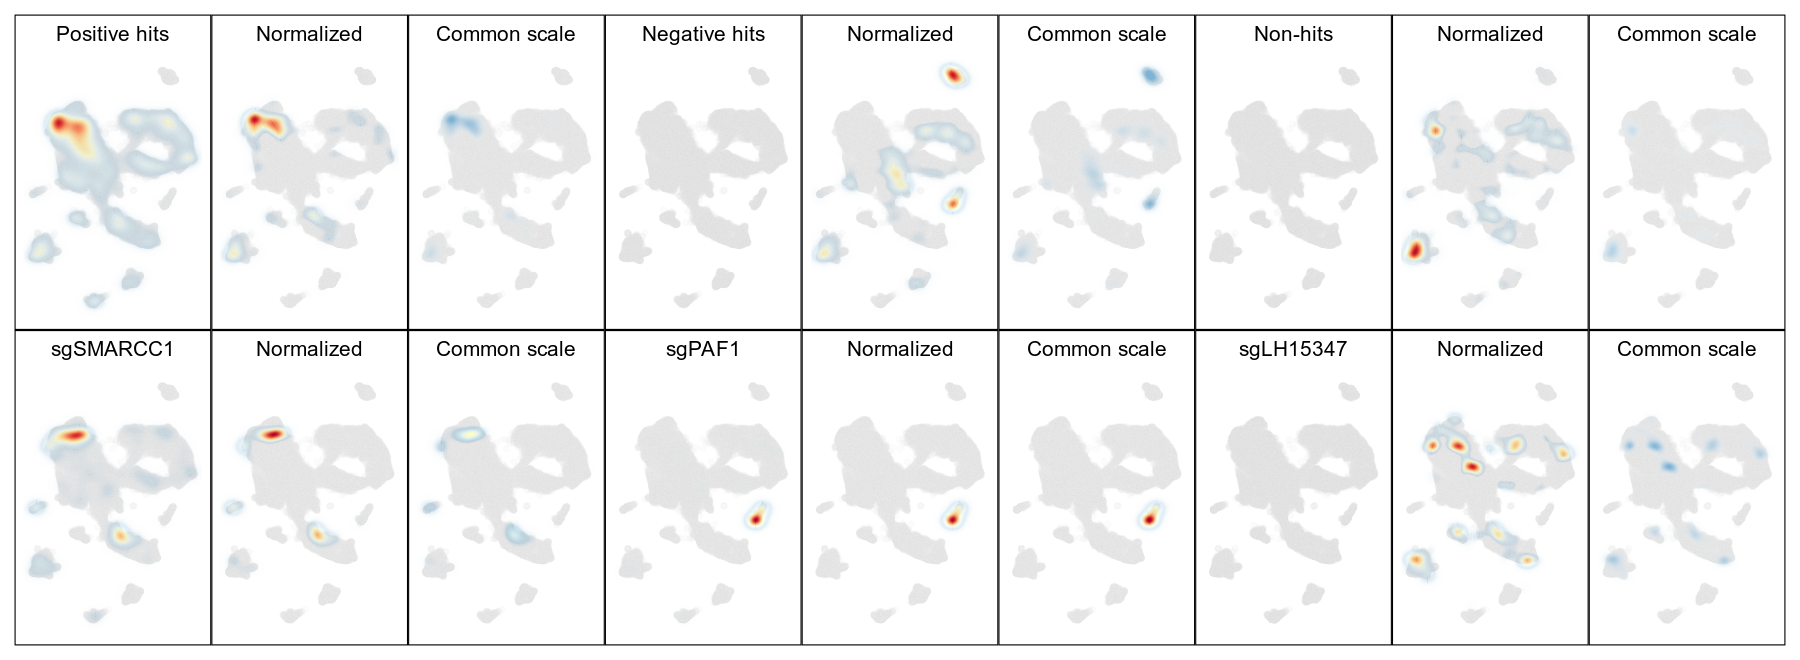 Positive hits
Normalized
Common scale
Negative hits
Normalized
Common scale
Non-hits
Normalized
Common scale
sgSMARCC1
Normalized
Common scale
sgPAF1
Normalized
Common scale
sgLH15347
Normalized
Common scale